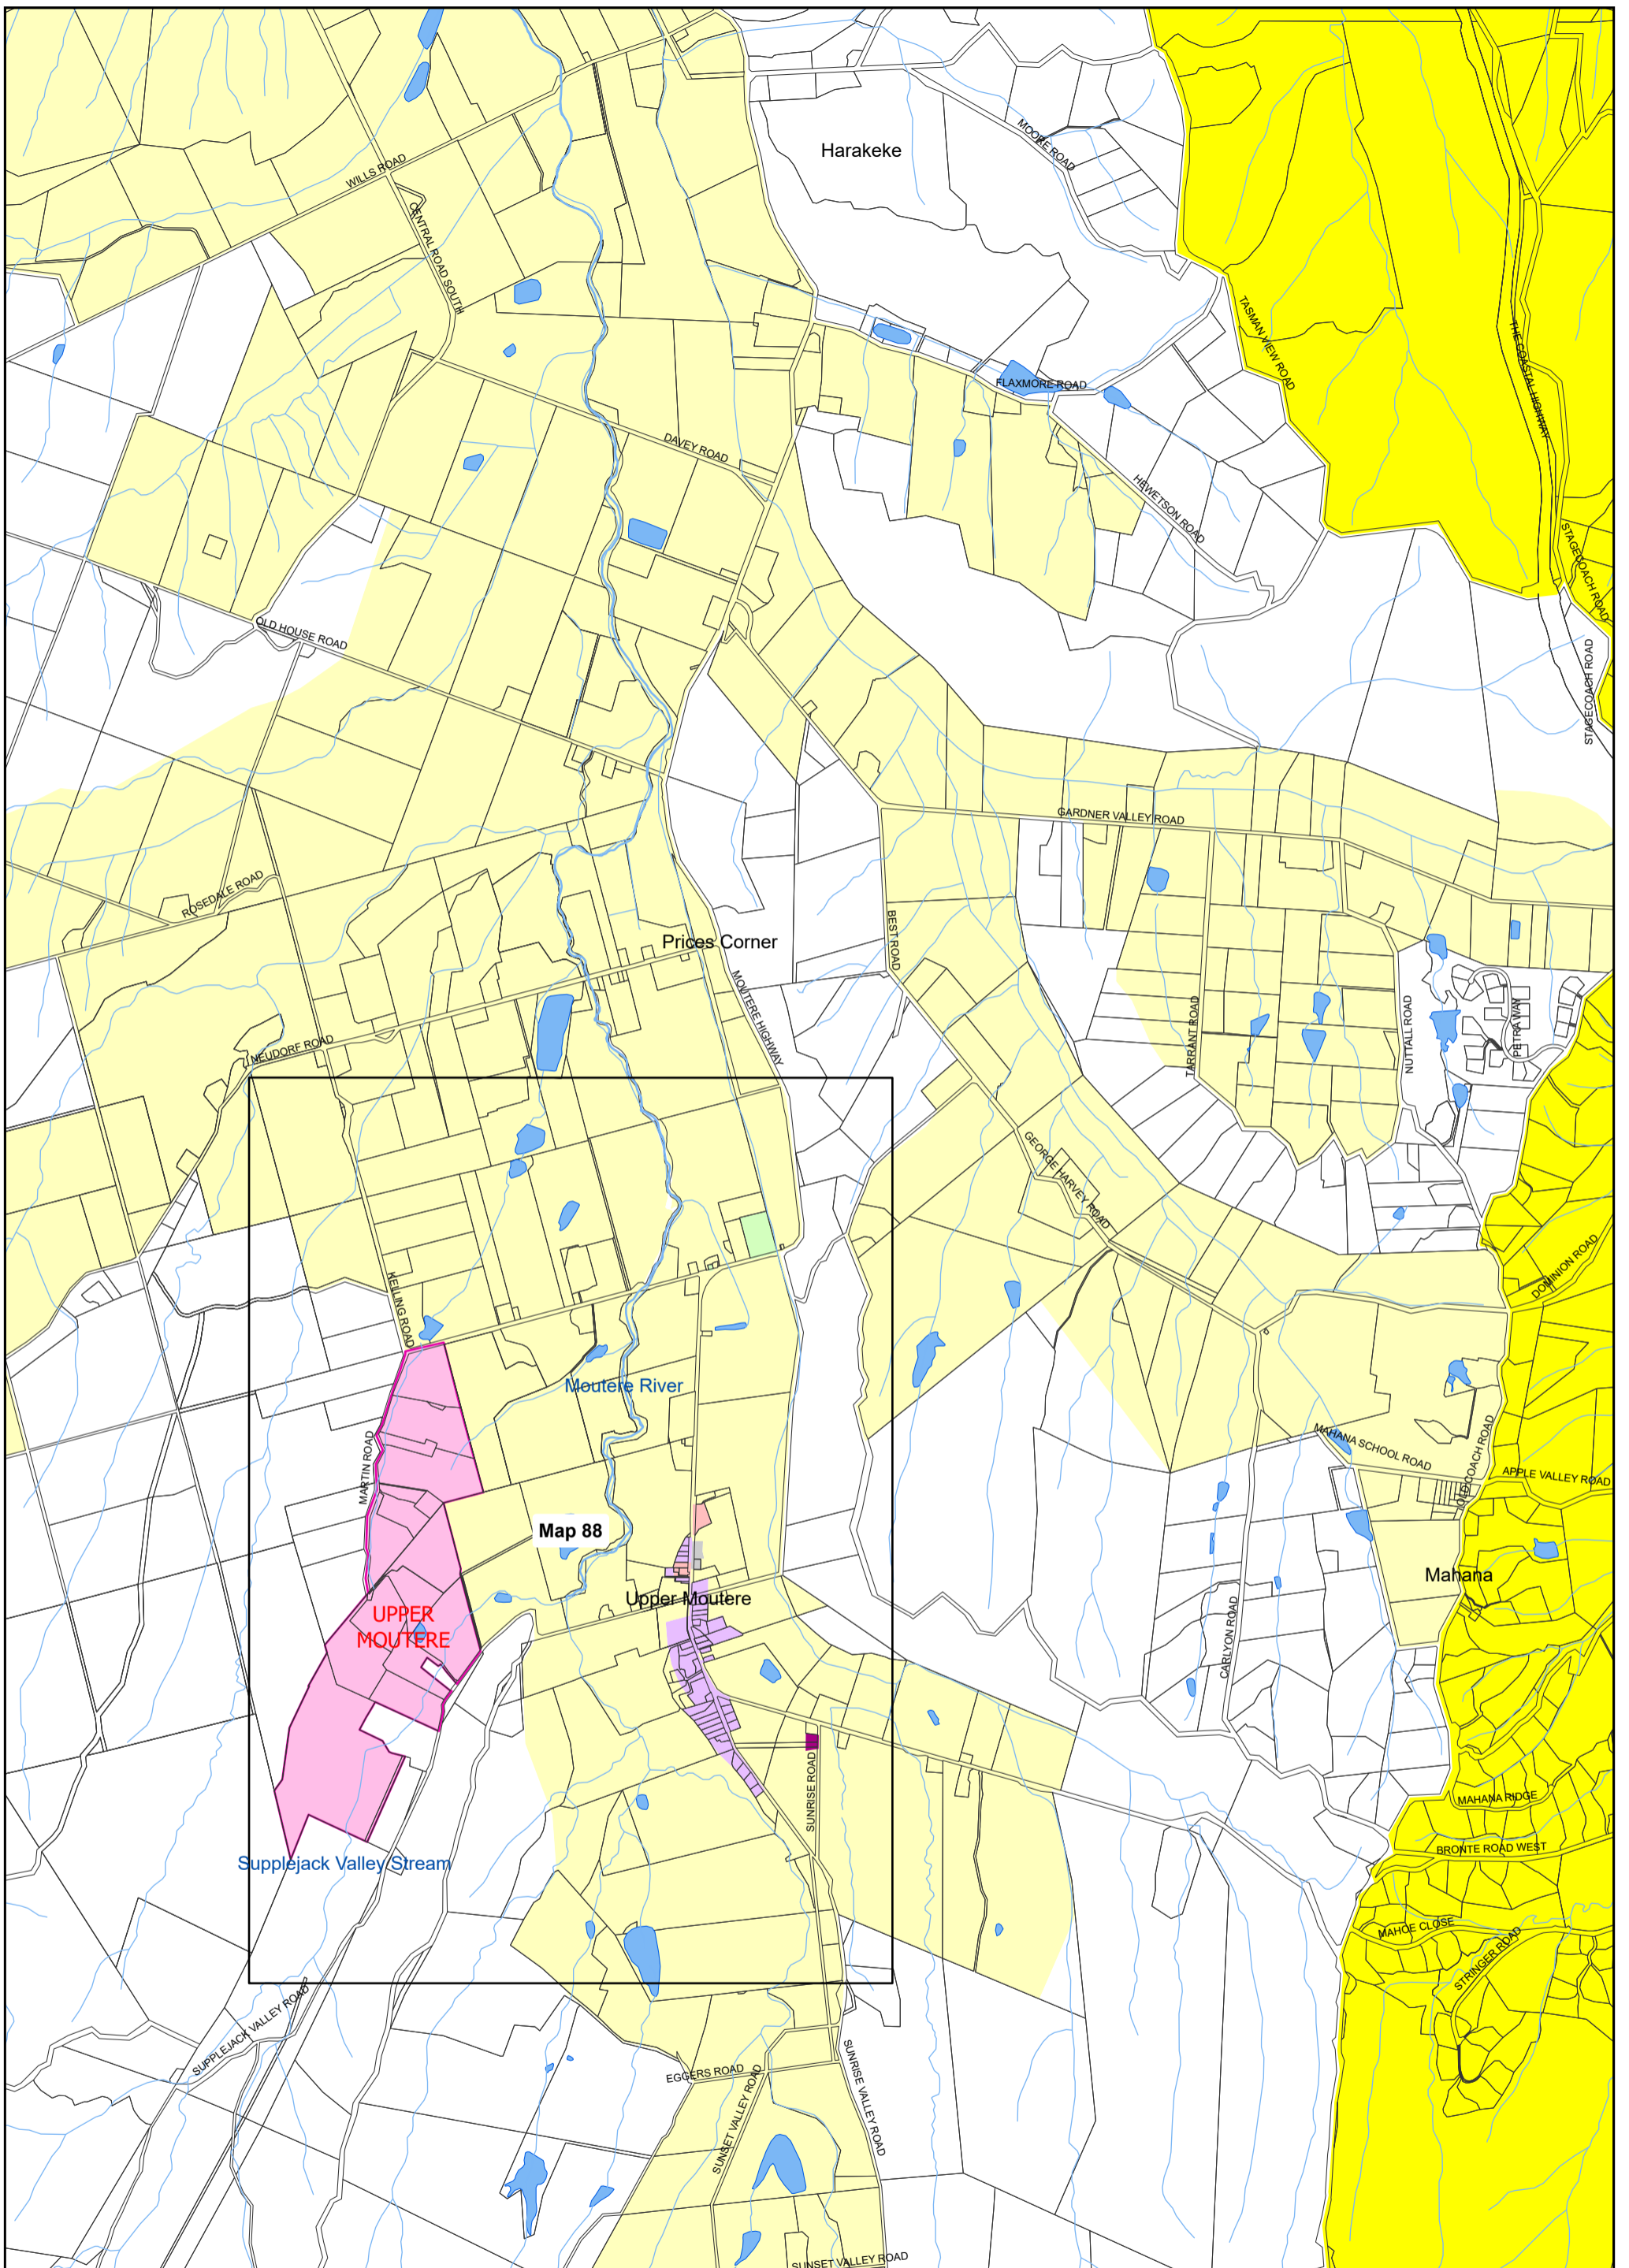 Harakeke
MOORE ROAD
WILLS ROAD
CENTRAL ROAD SOUTH
TASMAN VIEW ROAD
THE COASTAL HIGHWAY
FLAXMORE ROAD
DAVEY ROAD
HEWETSON ROAD
STAGECOACH ROAD
OLD HOUSE ROAD
STAGECOACH ROAD
GARDNER VALLEY ROAD
ROSEDALE ROAD
BEST ROAD
Prices Corner
MOUTERE HIGHWAY
TARRANT ROAD
NUTTALL ROAD
PETRA WAY
NEUDORF ROAD
GEORGE HARVEY ROAD
DOMINION ROAD
KELLING ROAD
Moutere River
MARTIN ROAD
MAHANA SCHOOL ROAD
OLD COACH ROAD
APPLE VALLEY ROAD
Map 88
Mahana
Upper Moutere
UPPER
MOUTERE
CARLYON ROAD
SUNRISE ROAD
MAHANA RIDGE
BRONTE ROAD WEST
Supplejack Valley Stream
MAHOE CLOSE
STRINGER ROAD
SUPPLEJACK VALLEY ROAD
EGGERS ROAD
SUNSET VALLEY ROAD
SUNRISE VALLEY ROAD
SUNSET VALLEY ROAD